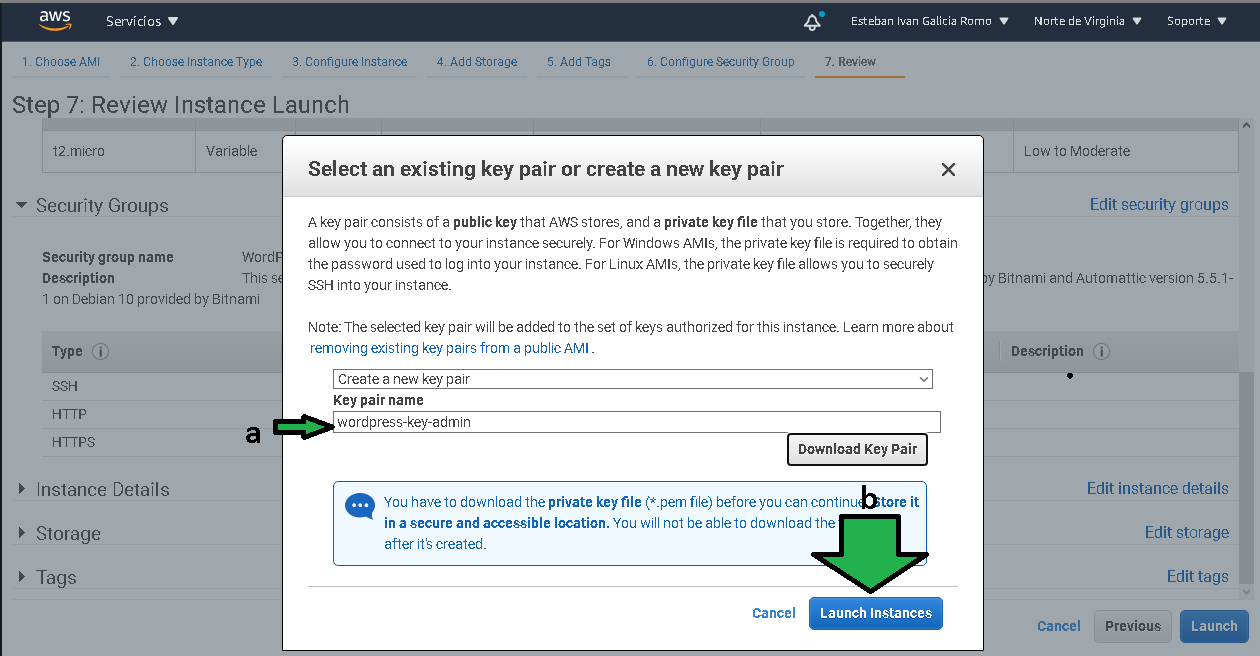 aws Servicios Esteban Ivan Galicia Romo Norte de Virginia Soporte
1. Choose AMI 2. Choose Instance Type 3. Configure Instance 4. Add Storage 5. Add Tags 6. Configure Security Group 7. Review
Step 7: Review Instance Launch
t2.micro Variable Low to Moderate
Select an existing key pair or create a new key pair
Security Groups Edit security groups
A key pair consists of a public key that AWS stores, and a private key file that you store. Together, they
allow you to connect to your instance securely. For Windows AMIs, the private key file is required to obtain
the password used to log into your instance. For Linux AMIs, the private key file allows you to securely
SSH into your instance.
Security group name WordP
Description This se by Bitnami and Automattic version 5.5.1-
1 on Debian 10 provided by Bitnami
Note: The selected key pair will be added to the set of keys authorized for this instance. Learn more about
removing existing key pairs from a public AMI.
Type Description
SSH
HTTP
HTTPS
Create a new key pair
Key pair name
a wordpress-key-admin
Download Key Pair
You have to download the private key file (*.pem file) before you can continue. Store it
in a secure and accessible location. You will not be able to download the
after it's created.
b
Instance Details Edit instance details
Storage Edit storage
Tags Edit tags
Cancel Launch Instances
Cancel Previous Launch